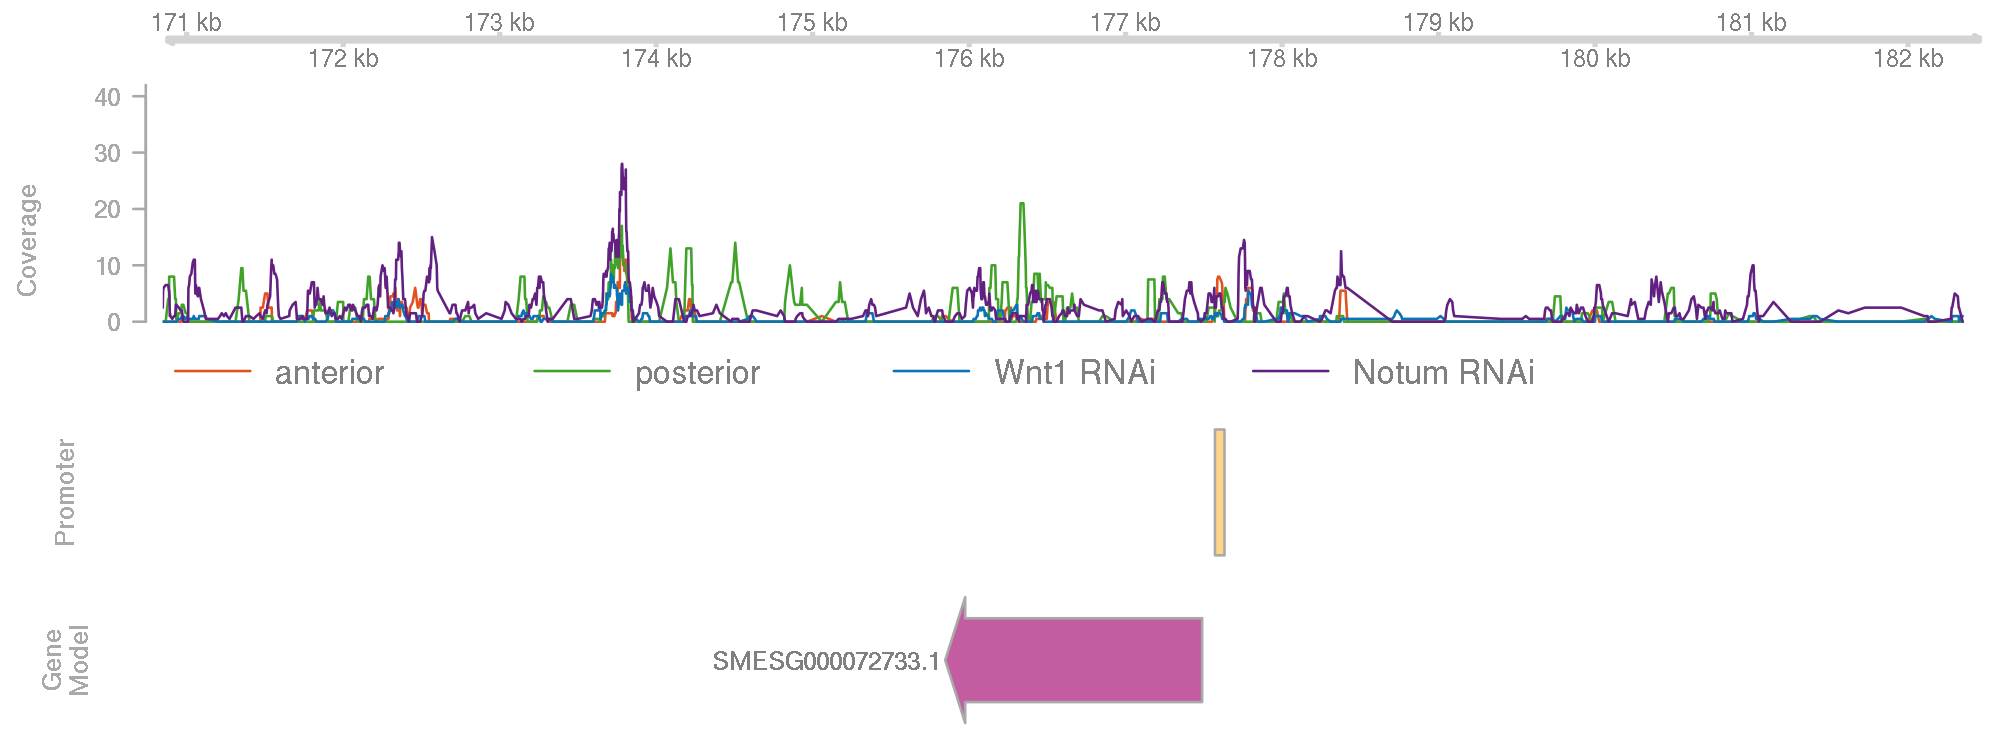 171 kb 173 kb 175 kb 177 kb 179 kb 181 kb
172 kb 174 kb 176 kb 178 kb 180 kb 182 kb
Coverage
40
30
20
10
0
anterior posterior Wnt1 RNAi Notum RNAi
Promoter
Gene
Model
SMESG000072733.1